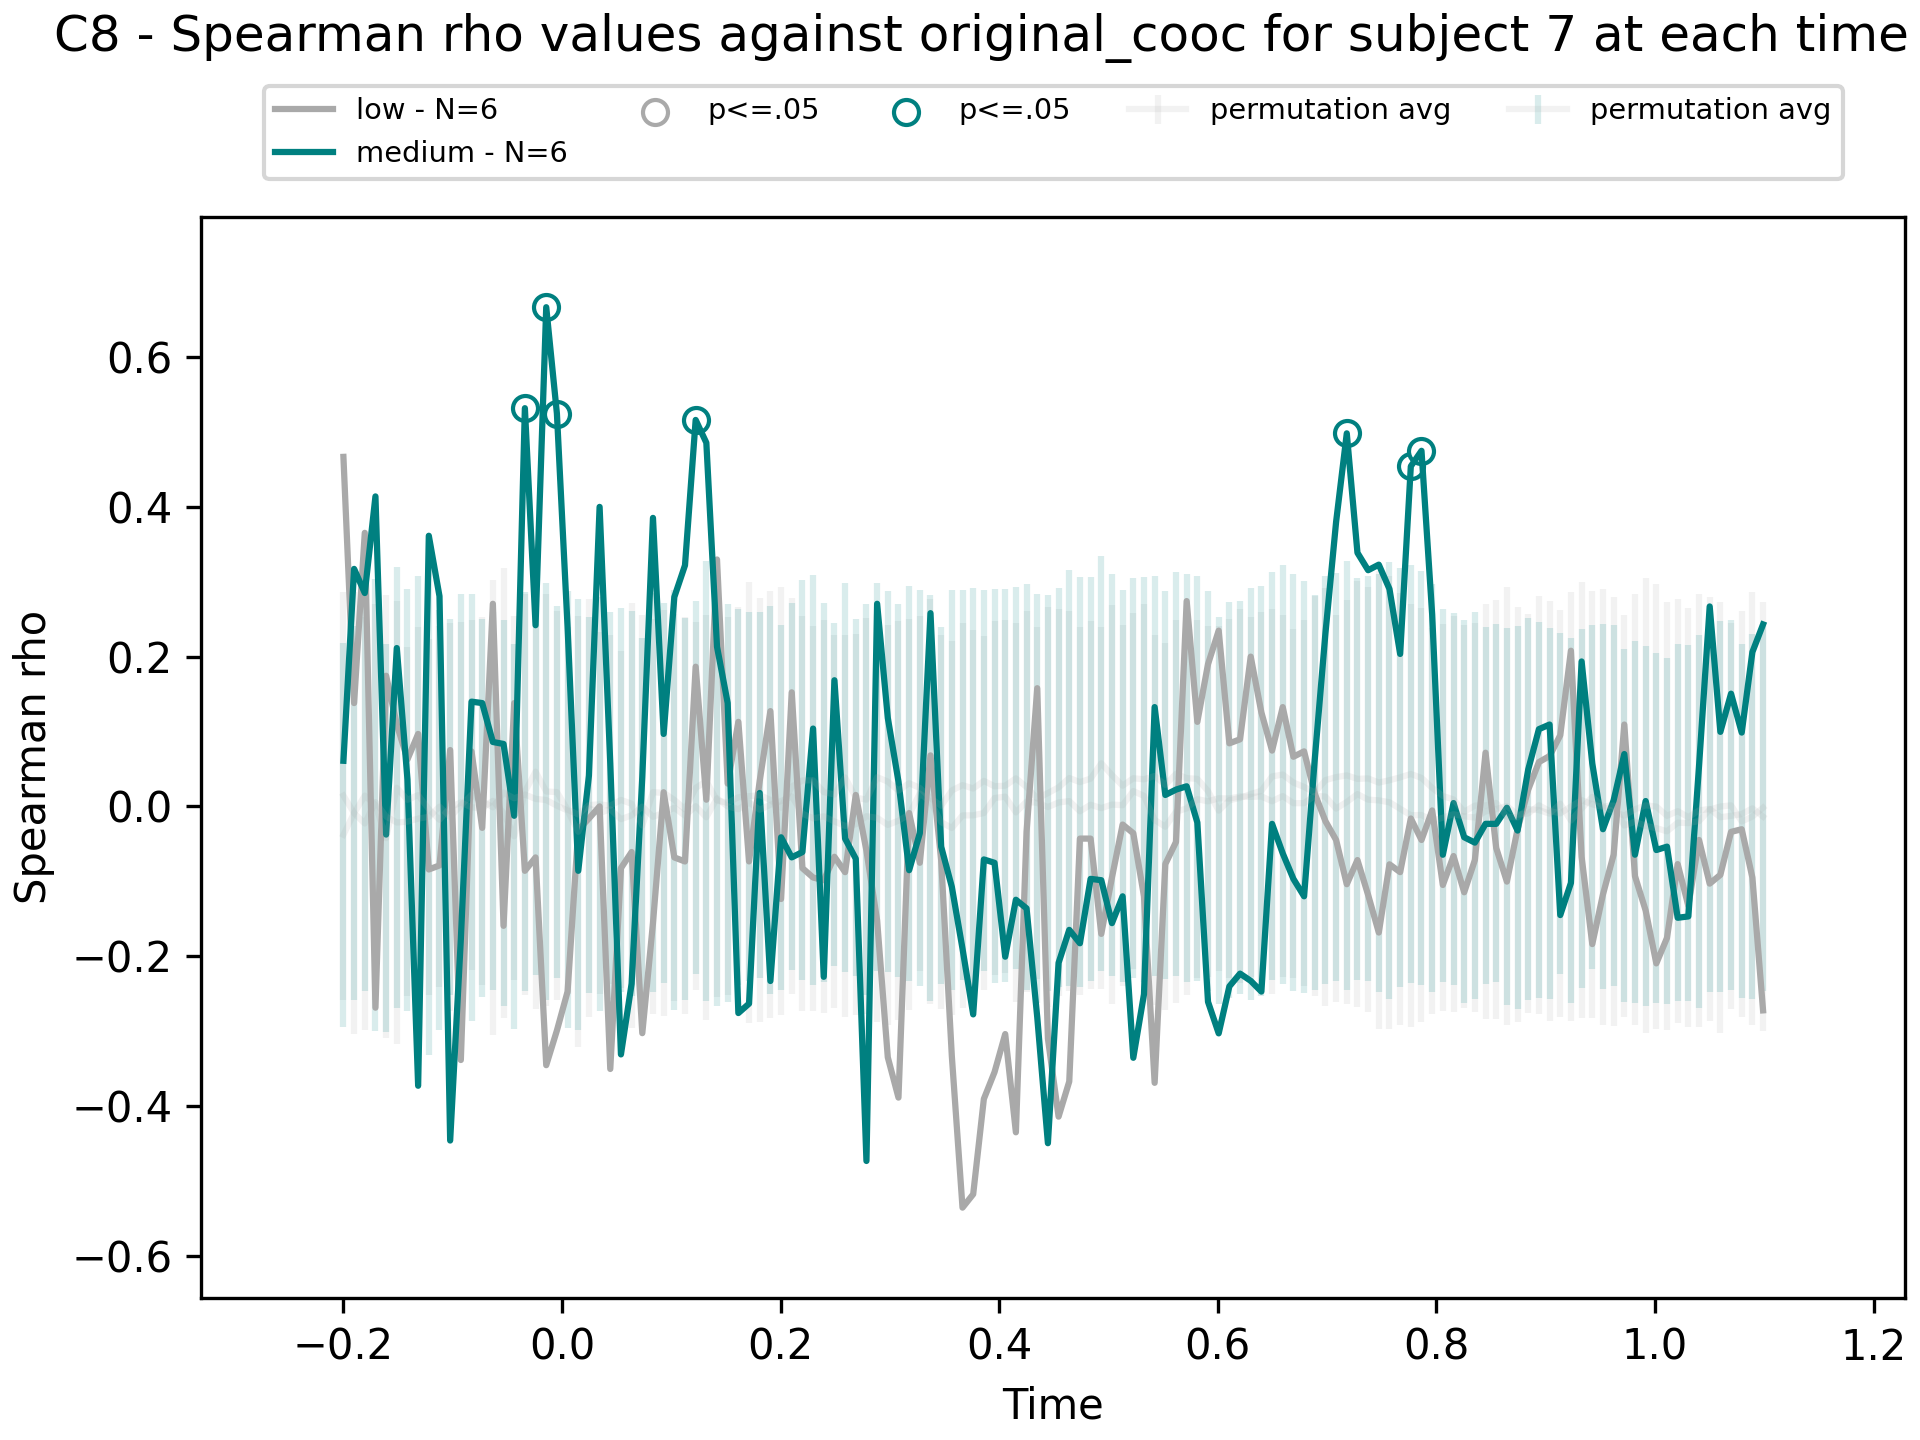 C8 - Spearman rho values against original_cooc for subject 7 at each time
low - N=6
medium - N=6
p<=.05
p<=.05
permutation avg
permutation avg
Spearman rho
0.6
0.4
0.2
0.0
−0.2
−0.4
−0.6
−0.2
0.0
0.2
0.4
0.6
0.8
1.0
1.2
Time